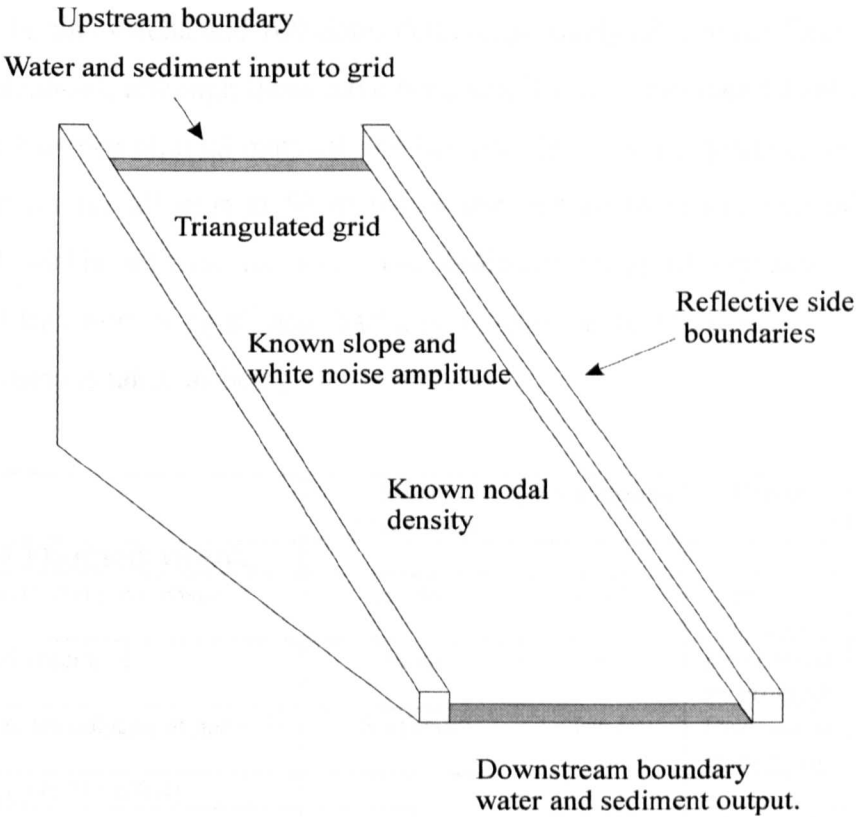 Upstream boundary
Water and sediment input to grid
Triangulated grid
Reflective side
boundaries
Known slope and
white noise amplitude
Known nodal
density
Downstream boundary
water and sediment output.